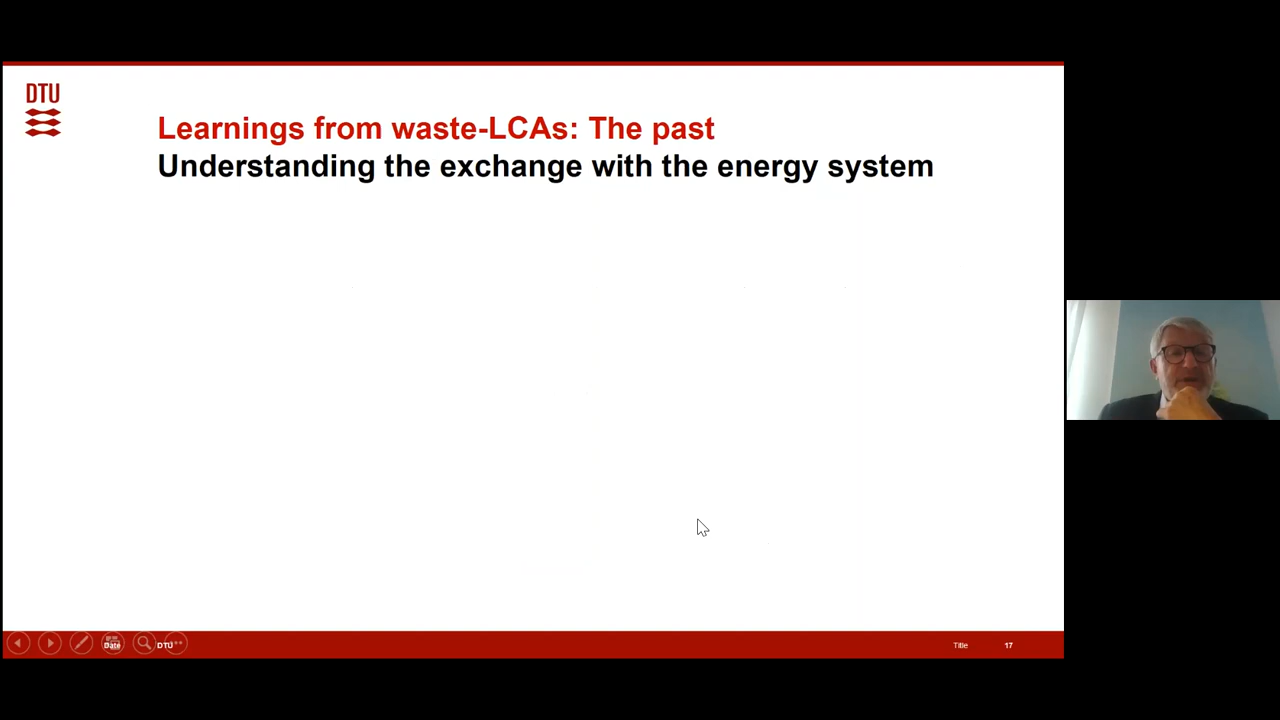 DTU
Learnings from waste-LCAs: The past
Understanding the exchange with the energy system
Date
DTU
Title
17